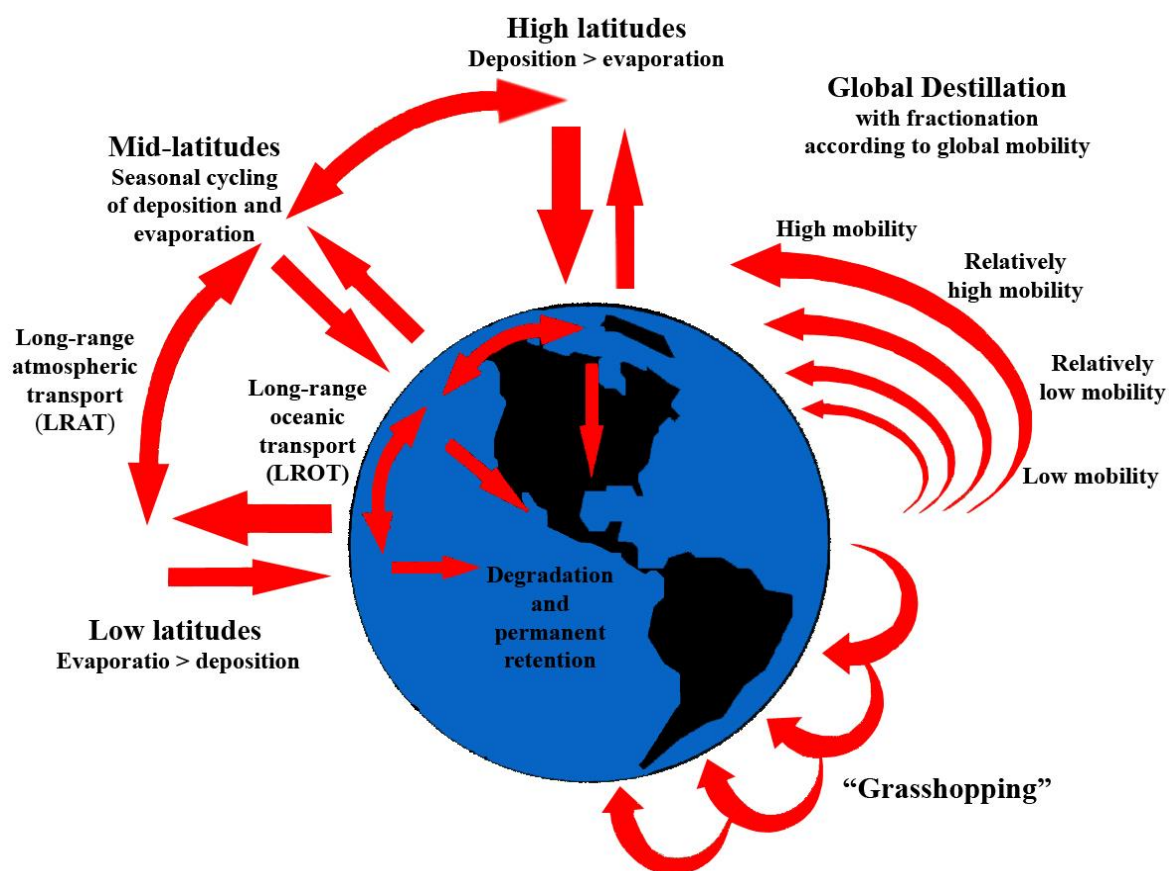 High latitudes
Deposition > evaporation
Global Destillation
with fractionation
according to global mobility
Mid-latitudes
Seasonal cycling
of deposition and
evaporation
High mobility
Relatively
high mobility
Long-range
atmospheric
transport
(LRAT)
Long-range
oceanic
transport
(LROT)
Relatively
low mobility
Low mobility
Degradation
and
permanent
retention
Low latitudes
Evaporatio > deposition
“Grasshopping”